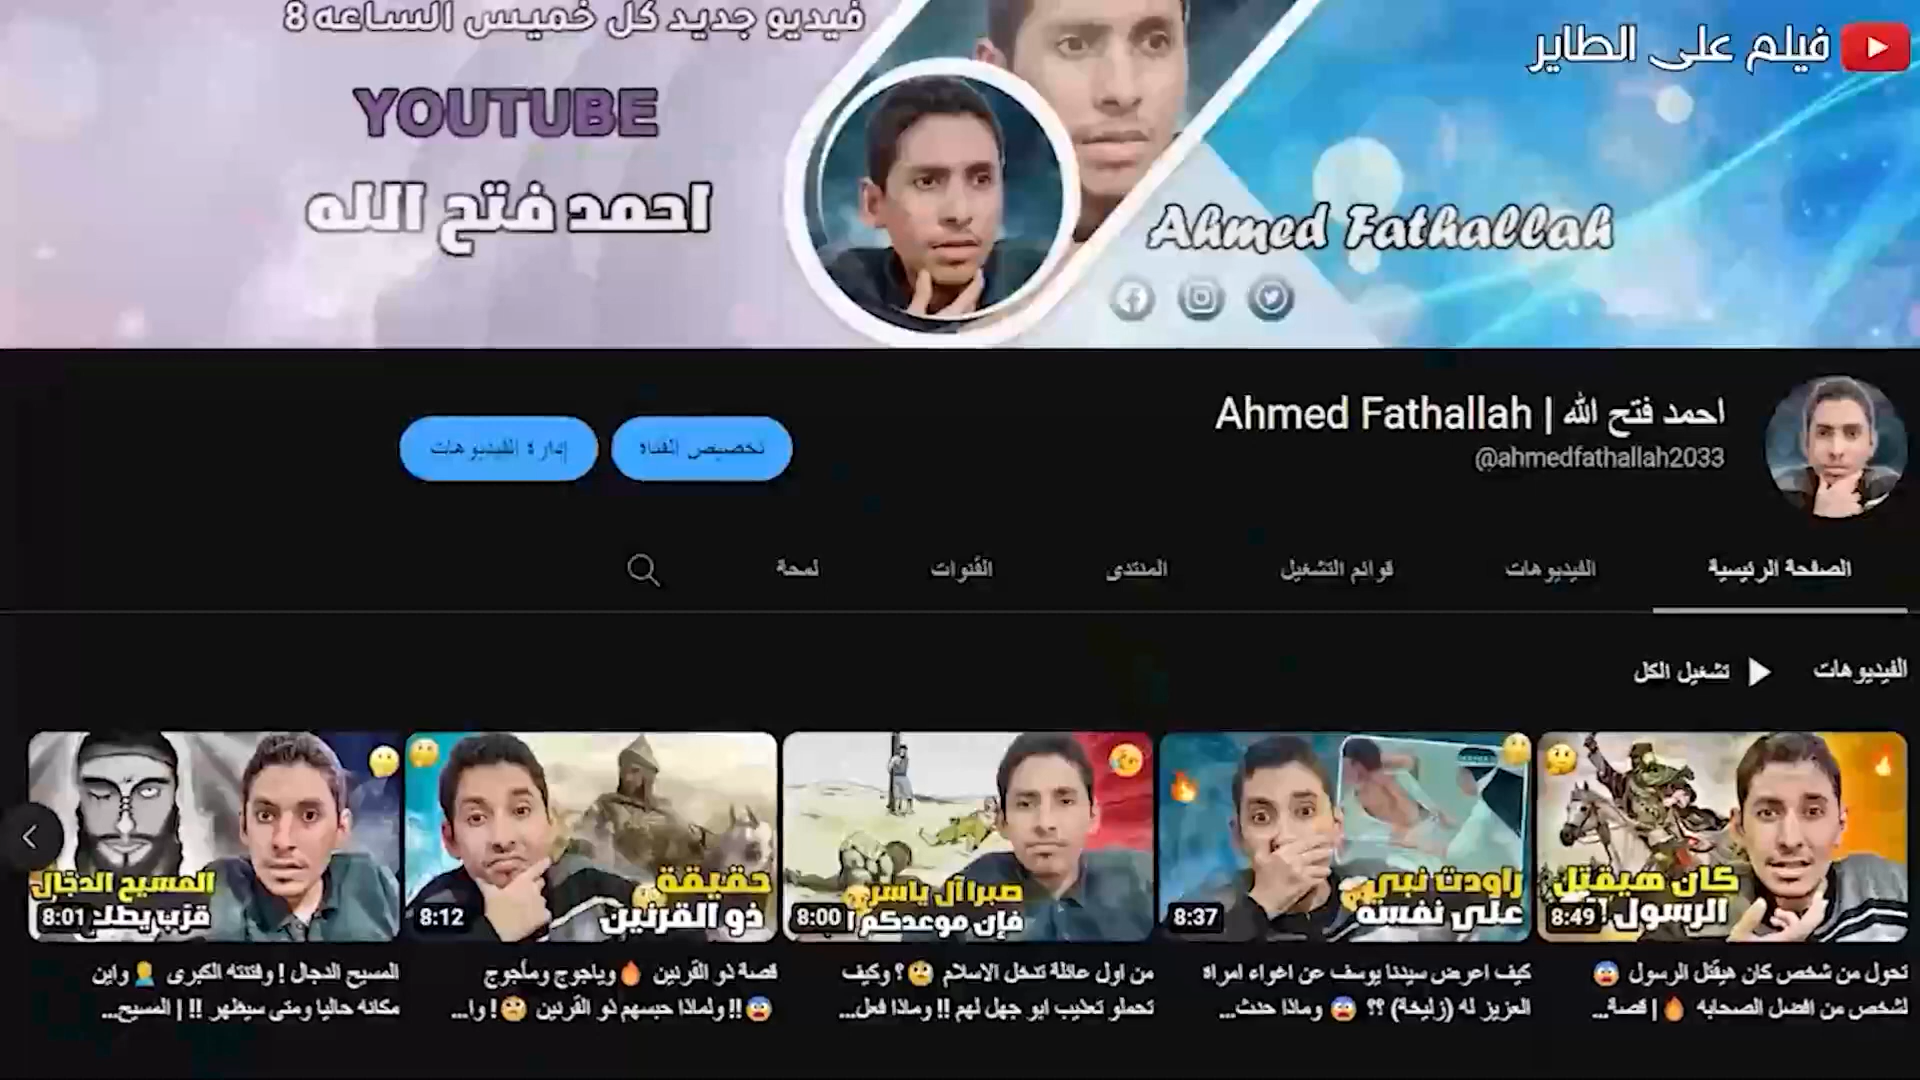 فيديو جديد كل خميس الساعه 8
فيلم على الطاير
YOUTUBE
احمد فتح الله
Ahmed Fathallah
احمد فتح الله | Ahmed Fathallah
@ahmedfathallah2033
تخصيص القناة
إدارة الفيديوهات
الصفحة الرئيسية
الفيديوهات
قوائم التشغيل
المنتدى
القنوات
لمحة
الفيديوهات
تشغيل الكل
كان هيقتل
الرسول
8:49
راودت نبي
على نفسه
8:37
صبرا آل ياسر
فإن موعدكم
8:00
حقيقة
ذو القرنين
8:12
المسيح الدجال
قرب يطلع
8:01
تحول من شخص كان هيقتل الرسول 😱
لشخص من افضل الصحابه 🔥 | قصة...
كيف اعرض سيدنا يوسف عن اغواء امراة
العزيز له (زليخة) ؟؟ 😱 وماذا حدث...
من اول عائلة تدخل الاسلام 🥺؟ وكيف
تحملو تعذيب ابو جهل لهم !! وماذا فعل...
قصة ذو القرنين 🔥 وياجوج ومأجوج
😱 !! ولماذا حبسهم ذو القرنين 🥺! وا...
المسيح الدجال ! وفتنته الكبرى 🤦 واين
مكانه حاليا ومتى سيظهر !! | المسيح...